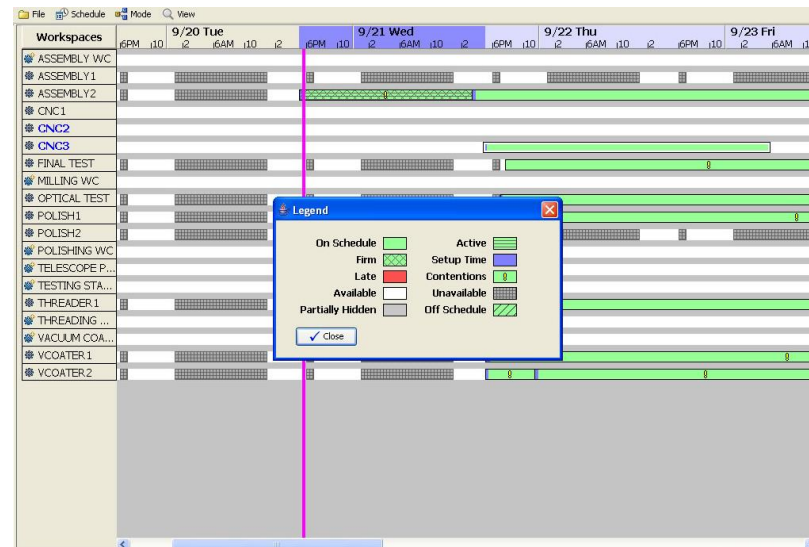 File Schedule Mode View
Workspaces
9/20 Tue 9/21 Wed 9/22 Thu 9/23 Fri
6PM 10 2 6AM 10 2 6PM 10 2 6AM 10 2 6PM 10 2 6AM 10 2 6PM 10 2 6AM 1
ASSEMBLY WC
ASSEMBLY1
ASSEMBLY2
CNC1
CNC2
CNC3
FINAL TEST
MILLING WC
OPTICAL TEST
POLISH1
POLISH2
POLISHING WC
TELESCOPE P...
TESTING STA...
THREADER1
THREADING ...
VACUUM COA...
VCOATER1
VCOATER2
Legend
On Schedule Active
Firm Setup Time
Late Contentions
Available Unavailable
Partially Hidden Off Schedule
Close